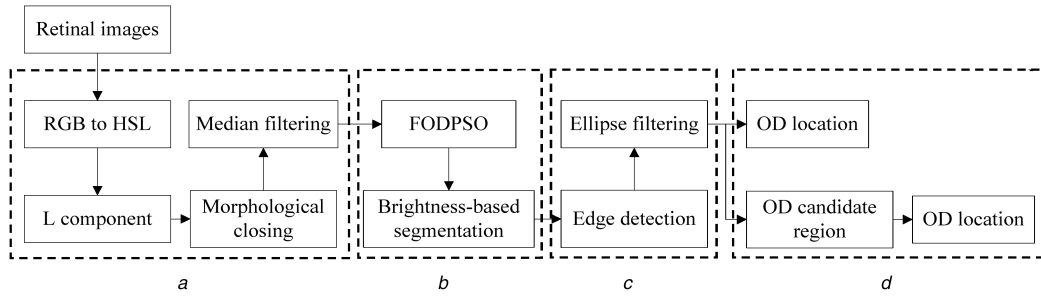 Retinal images
RGB to HSL
Median filtering
FODPSO
Ellipse filtering
OD location
L component
Morphological
closing
Brightness-based
segmentation
Edge detection
OD candidate
region
OD location
a
b
c
d